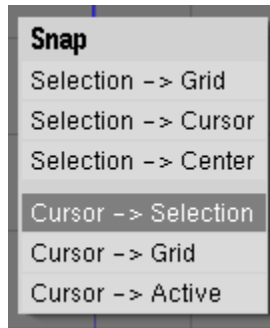 Snap
Selection -> Grid
Selection -> Cursor
Selection -> Center
Cursor -> Selection
Cursor -> Grid
Cursor -> Active